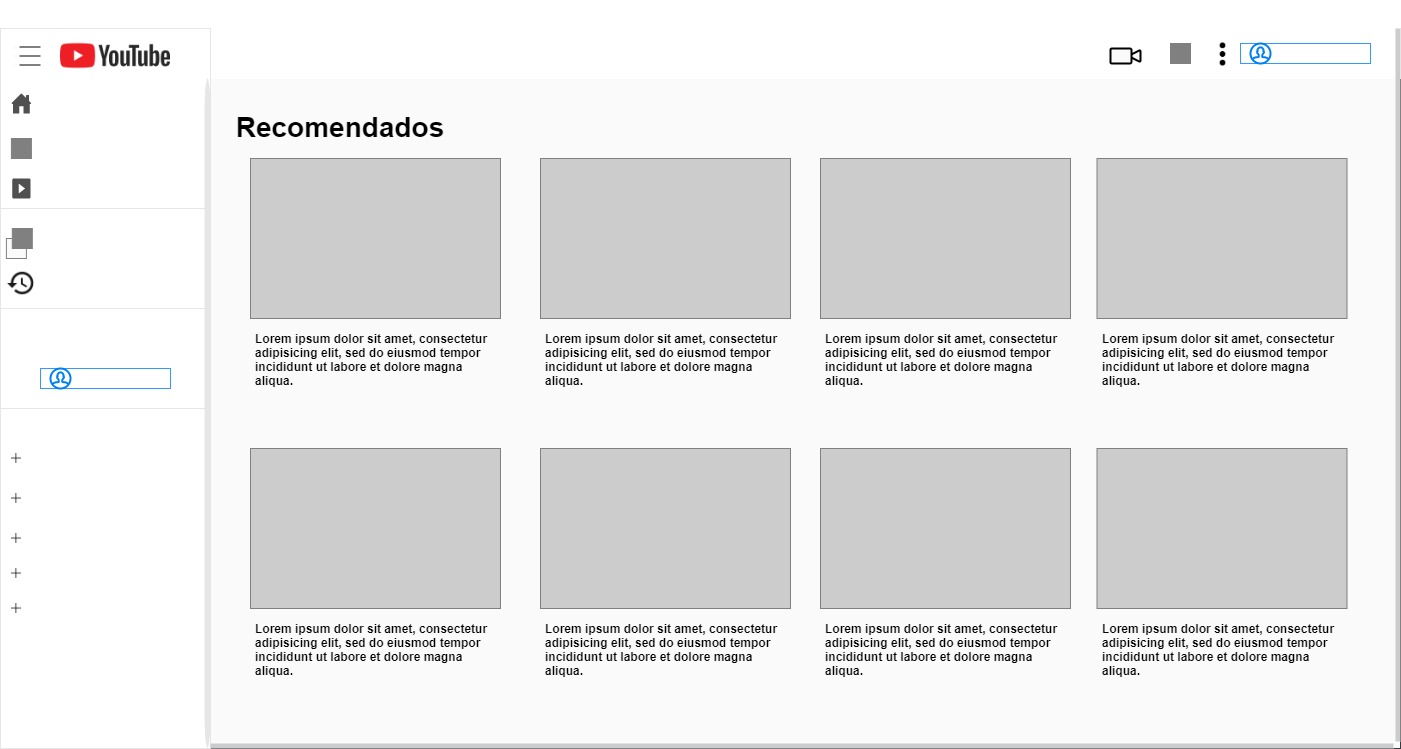 YouTube
Recomendados
Lorem ipsum dolor sit amet, consectetur
adipisicing elit, sed do eiusmod tempor
incididunt ut labore et dolore magna
aliqua.
Lorem ipsum dolor sit amet, consectetur
adipisicing elit, sed do eiusmod tempor
incididunt ut labore et dolore magna
aliqua.
Lorem ipsum dolor sit amet, consectetur
adipisicing elit, sed do eiusmod tempor
incididunt ut labore et dolore magna
aliqua.
Lorem ipsum dolor sit amet, consectetur
adipisicing elit, sed do eiusmod tempor
incididunt ut labore et dolore magna
aliqua.
Lorem ipsum dolor sit amet, consectetur
adipisicing elit, sed do eiusmod tempor
incididunt ut labore et dolore magna
aliqua.
Lorem ipsum dolor sit amet, consectetur
adipisicing elit, sed do eiusmod tempor
incididunt ut labore et dolore magna
aliqua.
Lorem ipsum dolor sit amet, consectetur
adipisicing elit, sed do eiusmod tempor
incididunt ut labore et dolore magna
aliqua.
Lorem ipsum dolor sit amet, consectetur
adipisicing elit, sed do eiusmod tempor
incididunt ut labore et dolore magna
aliqua.